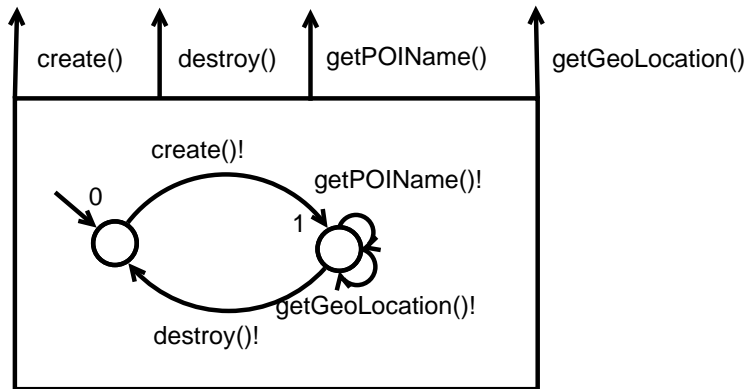 create() destroy() getPOIName() getGeoLocation()
create()!
getPOIName()!
0
1
getGeoLocation()!
destroy()!